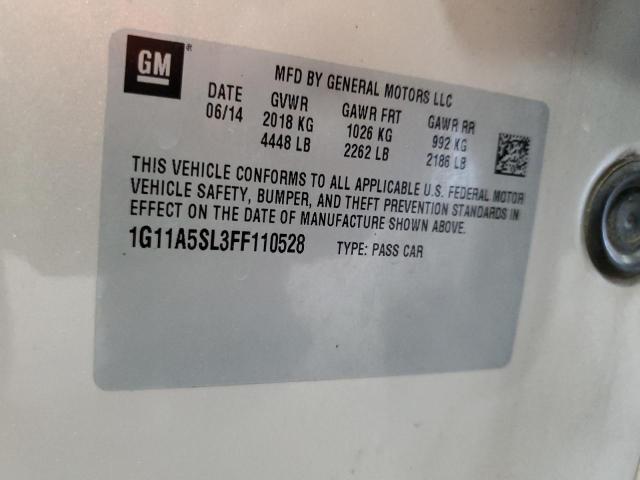 GM®
MFD BY GENERAL MOTORS LLC
DATE GVWR GAWR FRT GAWR RR
06/14 2018 KG 1026 KG 992 KG
4448 LB 2262 LB 2186 LB
THIS VEHICLE CONFORMS TO ALL APPLICABLE U.S. FEDERAL MOTOR
VEHICLE SAFETY, BUMPER, AND THEFT PREVENTION STANDARDS IN
EFFECT ON THE DATE OF MANUFACTURE SHOWN ABOVE.
1G11A5SL3FF110528 TYPE: PASS CAR